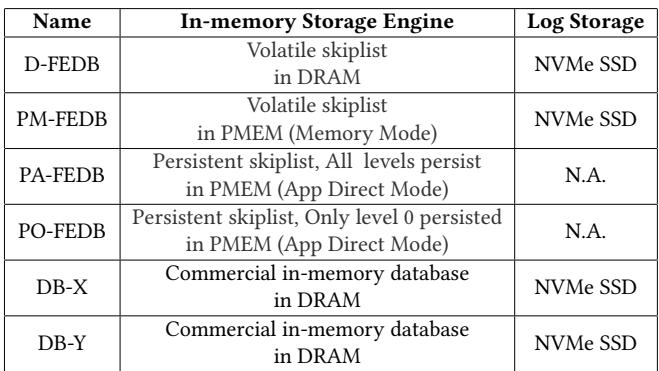 Name In-memory Storage Engine Log Storage
D-FEDB Volatile skiplist
in DRAM NVMe SSD
PM-FEDB Volatile skiplist
in PMEM (Memory Mode) NVMe SSD
PA-FEDB Persistent skiplist, All levels persist
in PMEM (App Direct Mode) N.A.
PO-FEDB Persistent skiplist, Only level 0 persisted
in PMEM (App Direct Mode) N.A.
DB-X Commercial in-memory database
in DRAM NVMe SSD
DB-Y Commercial in-memory database
in DRAM NVMe SSD